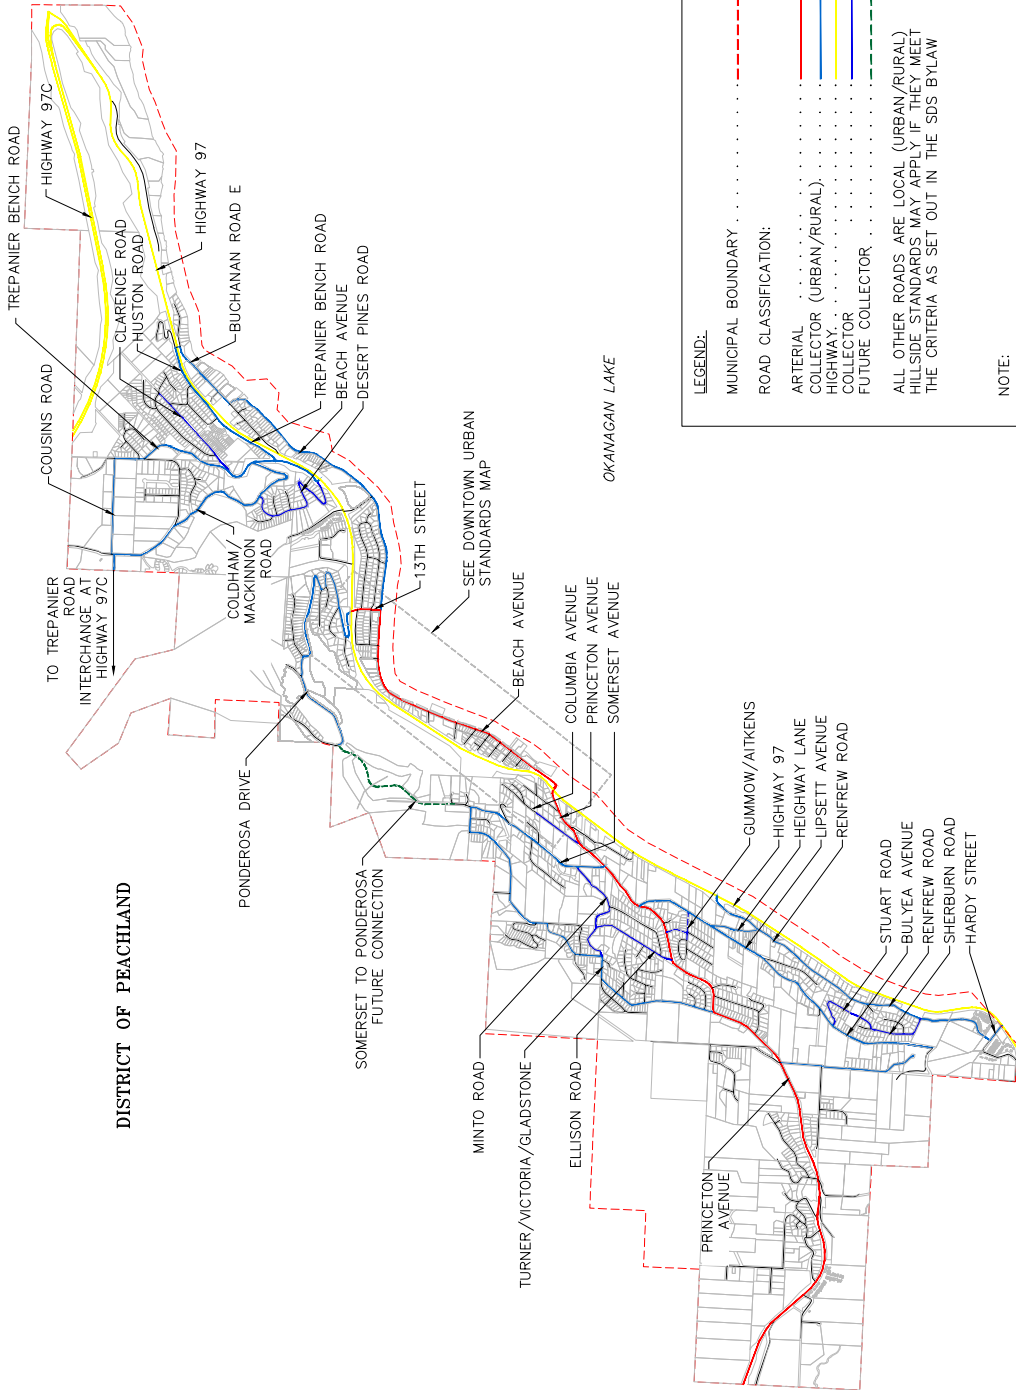 DISTRICT OF PEACHLAND
TREPANIER BENCH ROAD
HIGHWAY 97C
COUSINS ROAD
CLARENCE ROAD
HUSTON ROAD
HIGHWAY 97
BUCHANAN ROAD E
TREPANIER BENCH ROAD
BEACH AVENUE
DESERT PINES ROAD
TO TREPANIER
ROAD
INTERCHANGE AT
HIGHWAY 97C
COLDHAM/
MACKINNON
ROAD
13TH STREET
SEE DOWNTOWN URBAN
STANDARDS MAP
OKANAGAN LAKE
PONDEROSA DRIVE
BEACH AVENUE
COLUMBIA AVENUE
PRINCETON AVENUE
SOMERSET AVENUE
SOMERSET TO PONDEROSA
FUTURE CONNECTION
GUMMOW/AITKENS
HIGHWAY 97
HEIGHWAY LANE
LIPSETT AVENUE
RENFREW ROAD
MINTO ROAD
TURNER/VICTORIA/GLADSTONE
ELLISON ROAD
STUART ROAD
BULYEA AVENUE
RENFREW ROAD
SHERBURN ROAD
HARDY STREET
PRINCETON
AVENUE
LEGEND:
MUNICIPAL BOUNDARY
ROAD CLASSIFICATION:
ARTERIAL
COLLECTOR (URBAN/RURAL)
HIGHWAY
COLLECTOR
FUTURE COLLECTOR
ALL OTHER ROADS ARE LOCAL (URBAN/RURAL)
HILLSIDE STANDARDS MAY APPLY IF THEY MEET
THE CRITERIA AS SET OUT IN THE SDS BYLAW
NOTE: